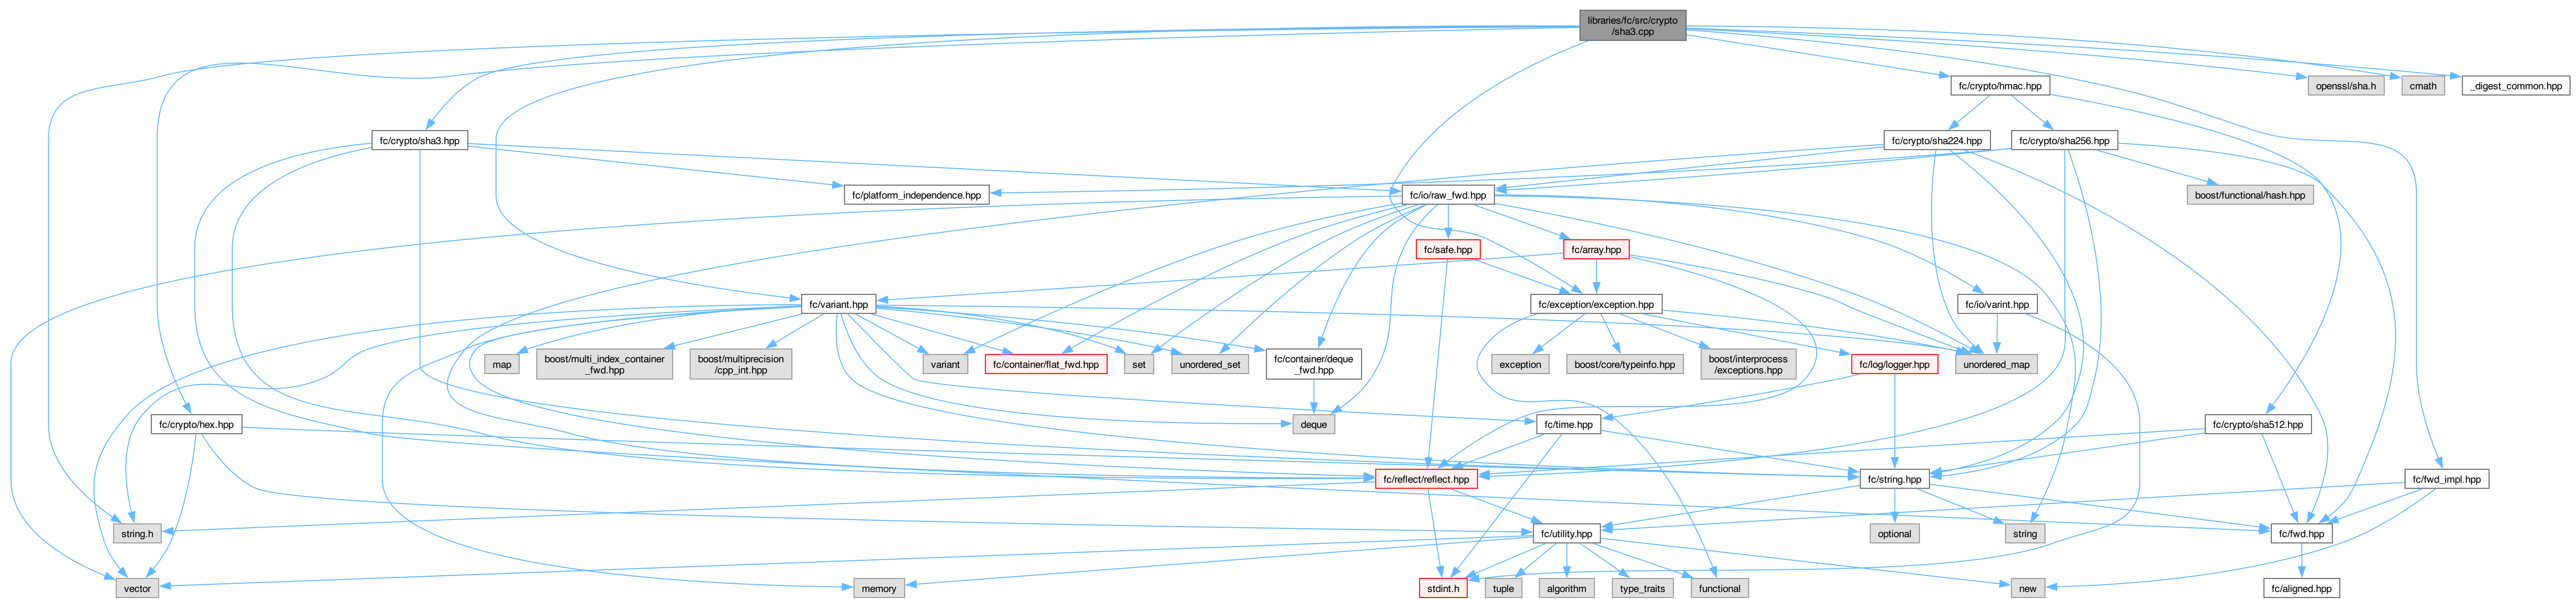 libraries/fc/src/crypto
/sha3.cpp
fc/crypto/hmac.hpp
openssl/sha.h
cmath
_digest_common.hpp
fc/crypto/sha3.hpp
fc/crypto/sha224.hpp
fc/crypto/sha256.hpp
fc/platform_independence.hpp
fc/io/raw_fwd.hpp
boost/functional/hash.hpp
fc/safe.hpp
fc/array.hpp
fc/variant.hpp
fc/exception/exception.hpp
fc/io/varint.hpp
map
boost/multi_index_container
_fwd.hpp
boost/multiprecision
/cpp_int.hpp
variant
fc/container/flat_fwd.hpp
set
unordered_set
fc/container/deque
_fwd.hpp
exception
boost/core/typeinfo.hpp
boost/interprocess
/exceptions.hpp
fc/log/logger.hpp
unordered_map
fc/crypto/hex.hpp
deque
fc/time.hpp
fc/crypto/sha512.hpp
fc/reflect/reflect.hpp
fc/string.hpp
fc/fwd_impl.hpp
string.h
fc/utility.hpp
optional
string
fc/fwd.hpp
vector
memory
stdint.h
tuple
algorithm
type_traits
functional
new
fc/aligned.hpp